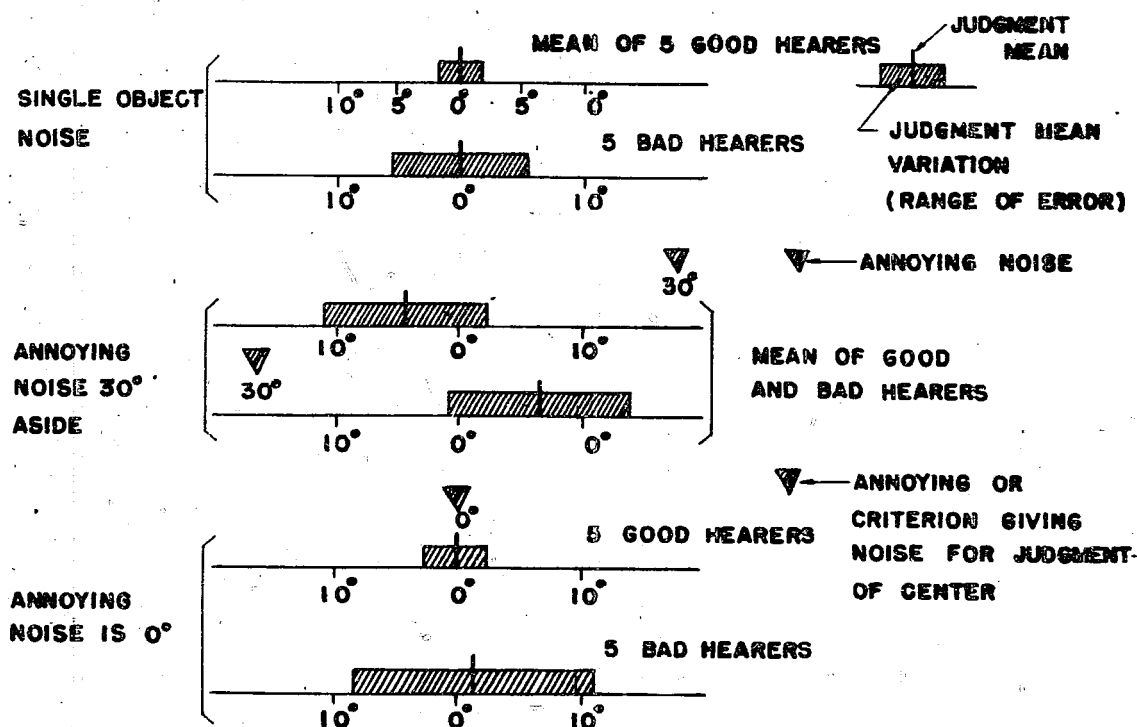 MEAN OF 5 GOOD HEARERS
JUDGMENT
MEAN
10° 5° 0° 5° 0°
SINGLE OBJECT
NOISE
5 BAD HEARERS
10° 0° 10°
JUDGMENT MEAN
VARIATION
(RANGE OF ERROR)
30°
ANNOYING NOISE
10° 0° 10°
ANNOYING
NOISE 30°
ASIDE
30°
MEAN OF GOOD
AND BAD HEARERS
10° 0° 0°
0°
5 GOOD HEARERS
10° 0° 10°
ANNOYING OR
CRITERION GIVING
NOISE FOR JUDGMENT-
OF CENTER
ANNOYING
NOISE IS 0°
5 BAD HEARERS
10° 0° 10°